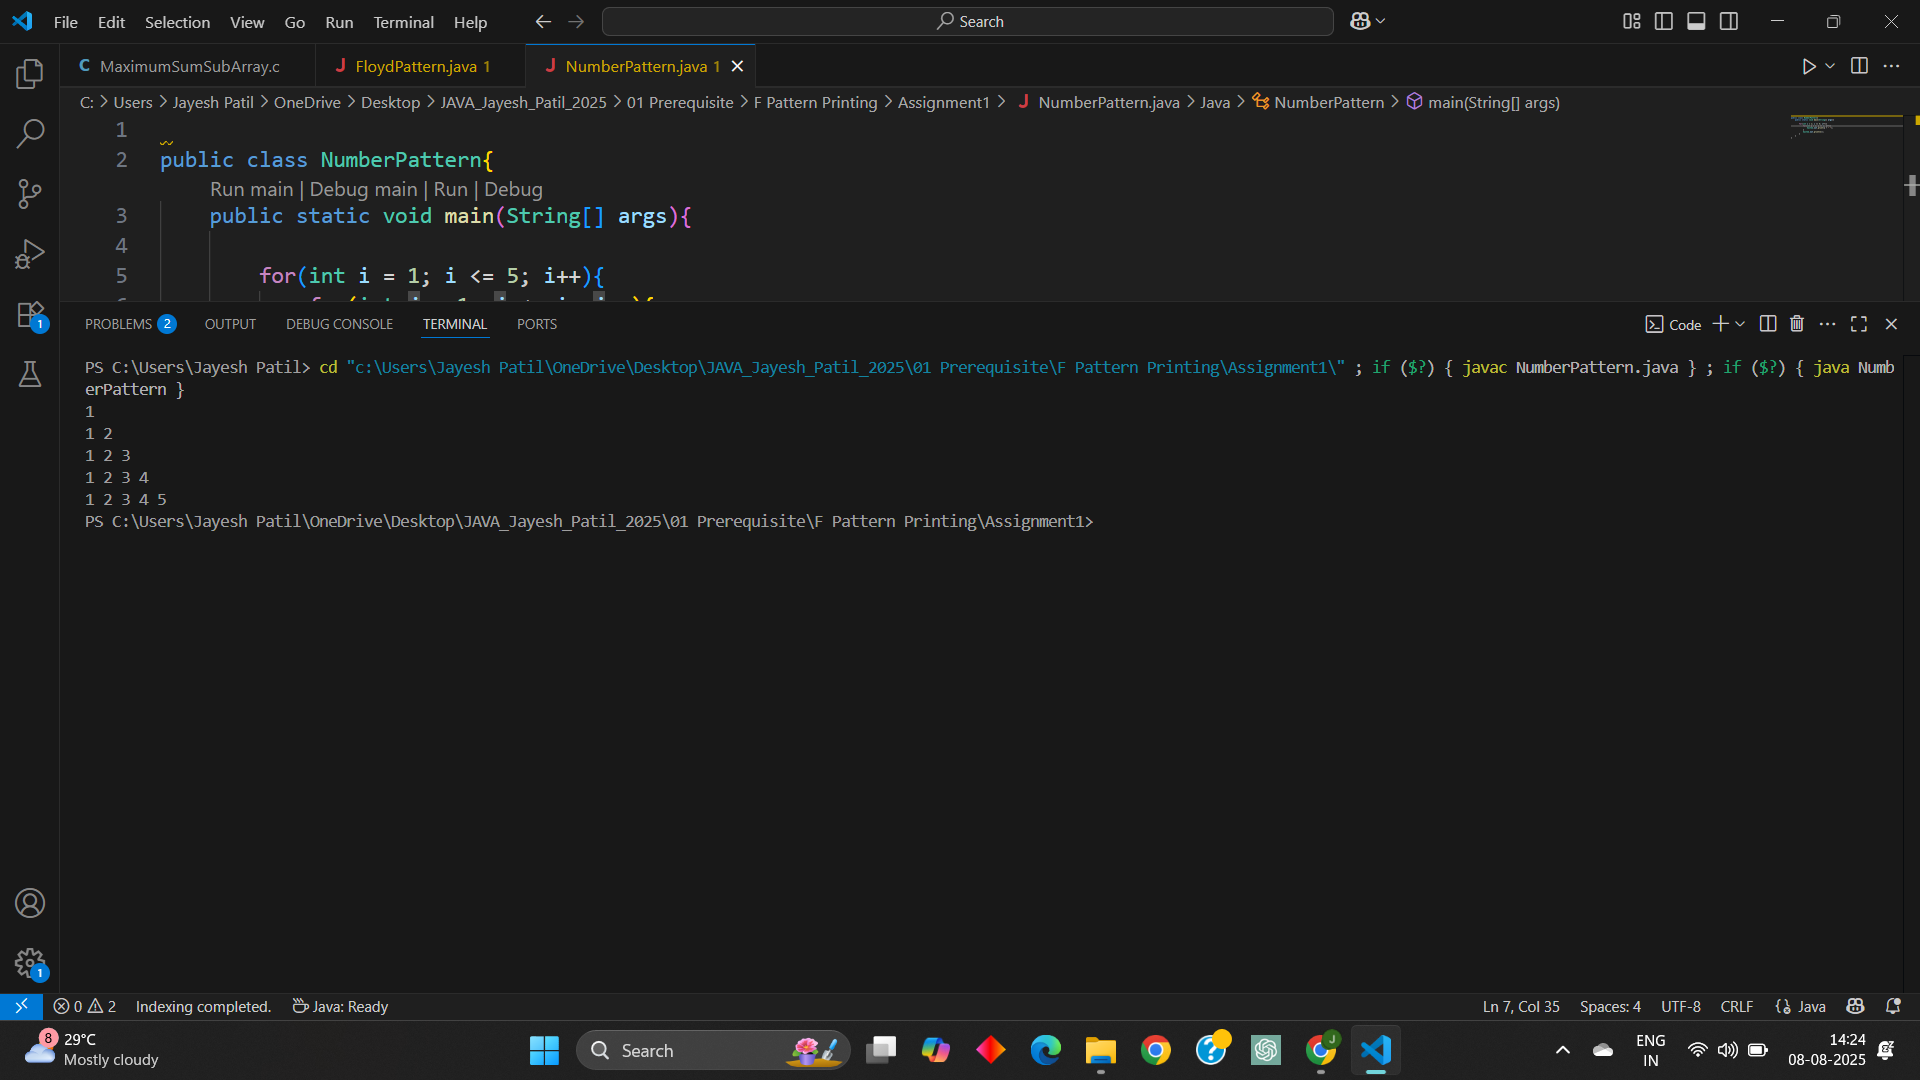 File Edit Selection View Go Run Terminal Help Search
C MaximumSumSubArray.c J FloydPattern.java 1 J NumberPattern.java 1
C: > Users > Jayesh Patil > OneDrive > Desktop > JAVA_Jayesh_Patil_2025 > 01 Prerequisite > F Pattern Printing > Assignment1 > J NumberPattern.java > Java > NumberPattern > main(String[] args)
1
2 public class NumberPattern{
Run main | Debug main | Run | Debug
3 public static void main(String[] args){
4
5 for(int i = 1; i <= 5; i++){
PROBLEMS 2 OUTPUT DEBUG CONSOLE TERMINAL PORTS Code
PS C:\Users\Jayesh Patil> cd "c:\Users\Jayesh Patil\OneDrive\Desktop\JAVA_Jayesh_Patil_2025\01 Prerequisite\F Pattern Printing\Assignment1\" ; if ($?) { javac NumberPattern.java } ; if ($?) { java Numb
erPattern }
1
1 2
1 2 3
1 2 3 4
1 2 3 4 5
PS C:\Users\Jayesh Patil\OneDrive\Desktop\JAVA_Jayesh_Patil_2025\01 Prerequisite\F Pattern Printing\Assignment1>
1
1
0 2 Indexing completed. Java: Ready Ln 7, Col 35 Spaces: 4 UTF-8 CRLF Java
8 29°C
Mostly cloudy
Search
J
ENG
IN
14:24
08-08-2025